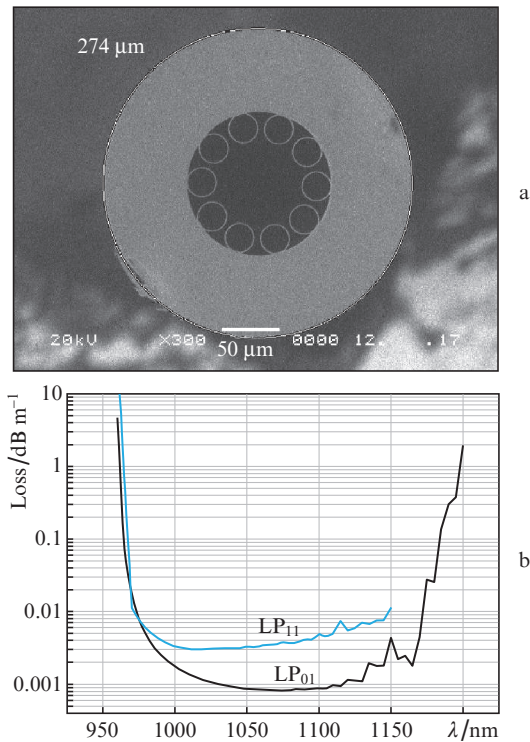 274 µm
a
20kV ×300 0000 12. .17
50 µm
10
1
0.1
0.01
0.001
Loss/dB m⁻¹
LP₁₁
LP₀₁
b
950 1000 1050 1100 1150 λ/nm